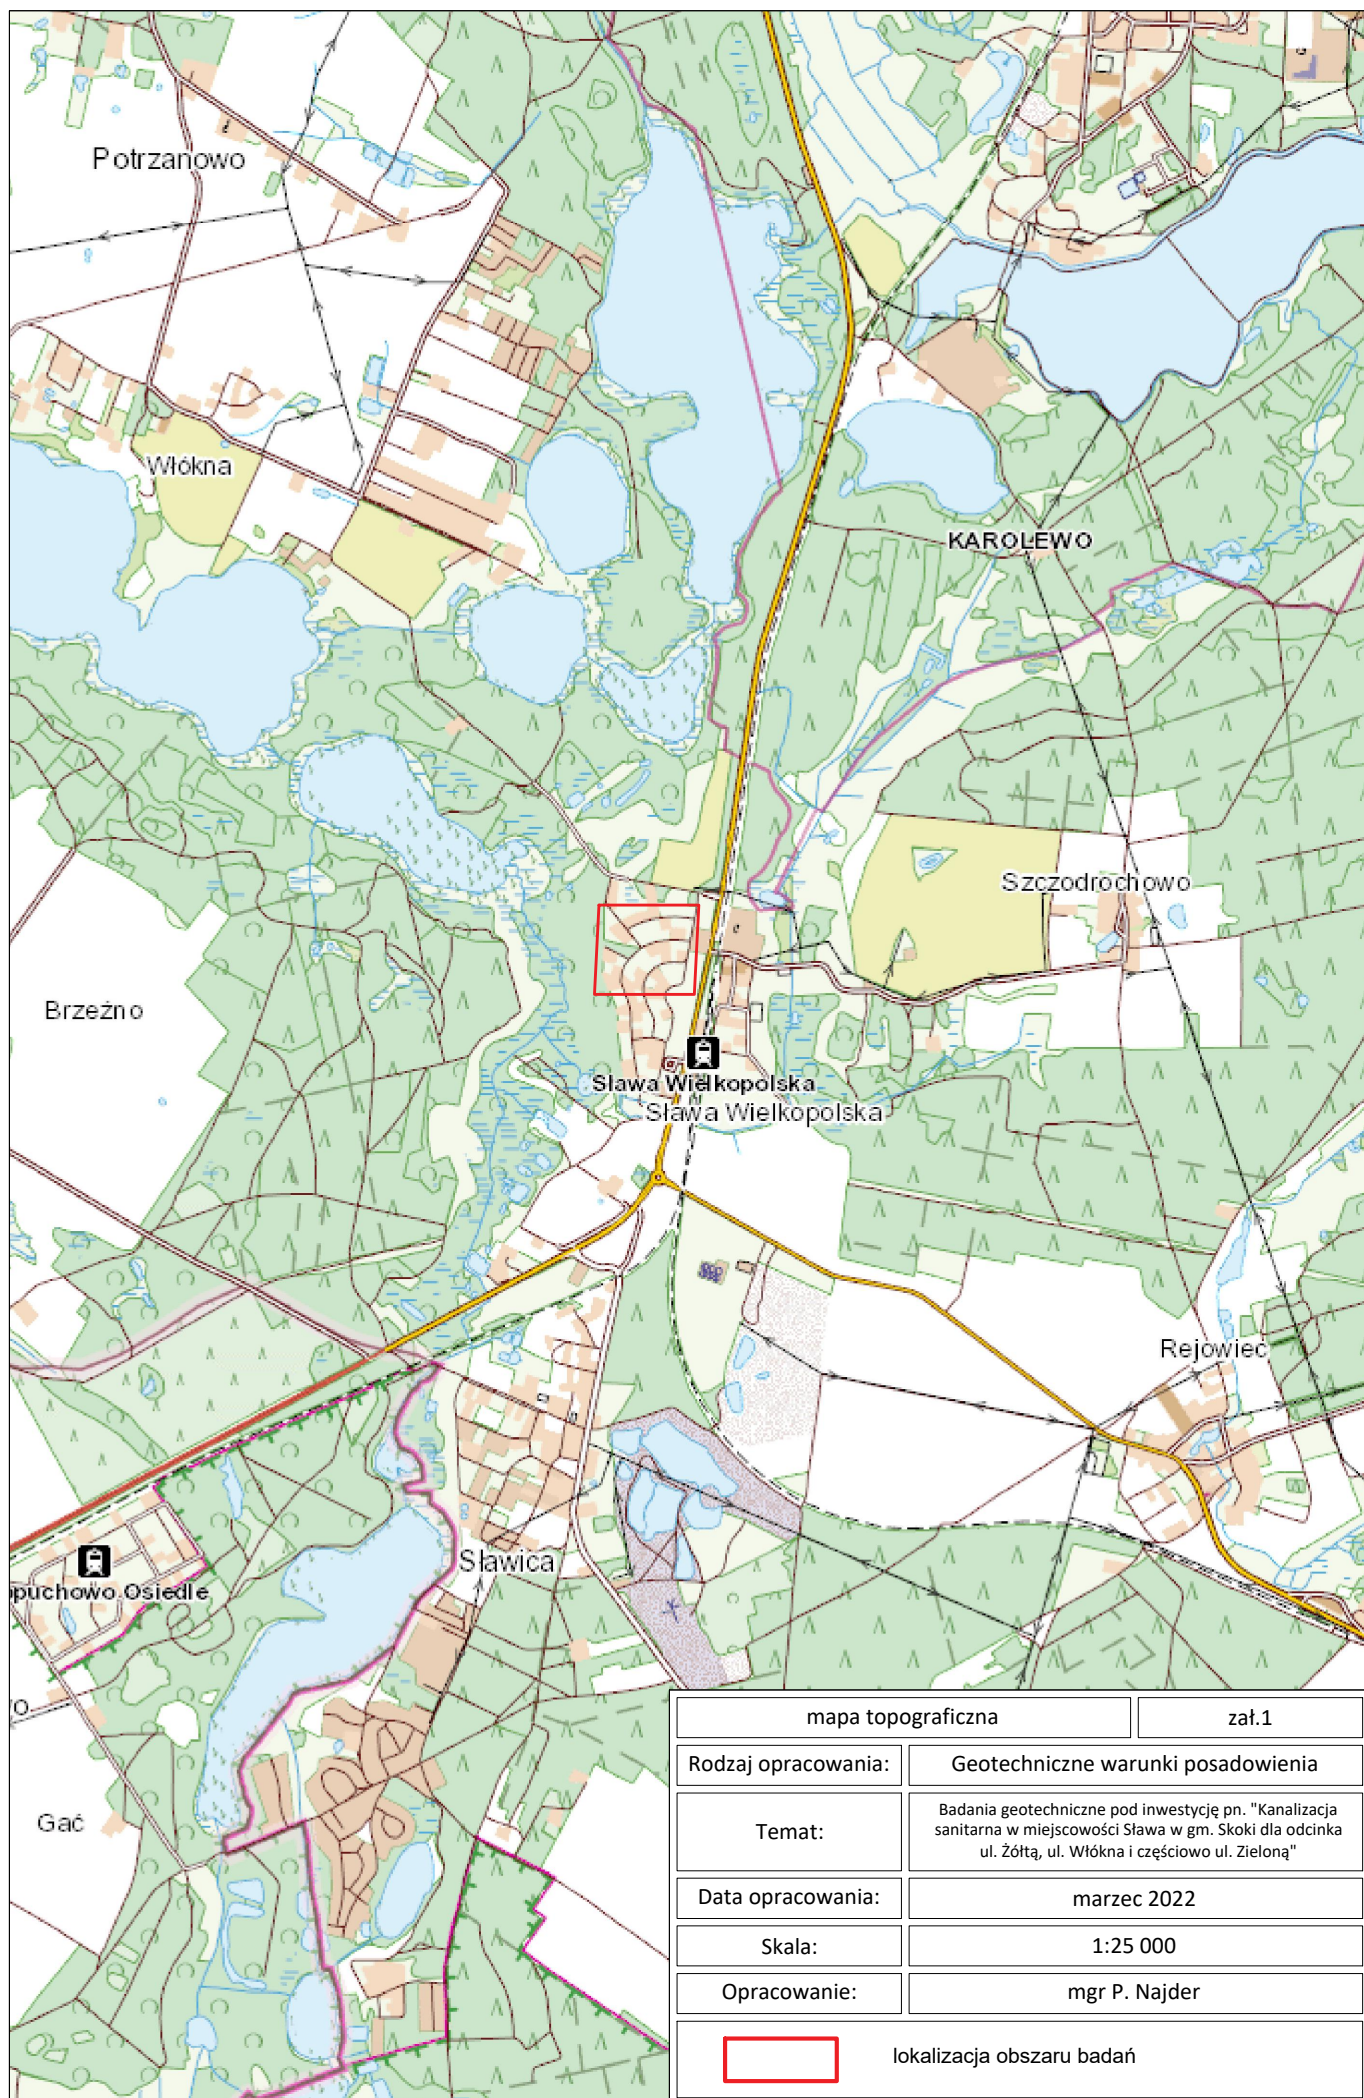 Potrzanowo
Włókna
KAROLEWO
Szczodrochowo
Brzeźno
Sława Wielkopolska
Sława Wielkopolska
Rejowiec
Sławica
opuchowo Osiedle
Gać
mapa topograficzna
zał.1
Rodzaj opracowania:
Geotechniczne warunki posadowienia
Temat:
Badania geotechniczne pod inwestycję pn. "Kanalizacja
sanitarna w miejscowości Sława w gm. Skoki dla odcinka
ul. Żółtą, ul. Włókna i częściowo ul. Zieloną"
Data opracowania:
marzec 2022
Skala:
1:25 000
Opracowanie:
mgr P. Najder
lokalizacja obszaru badań